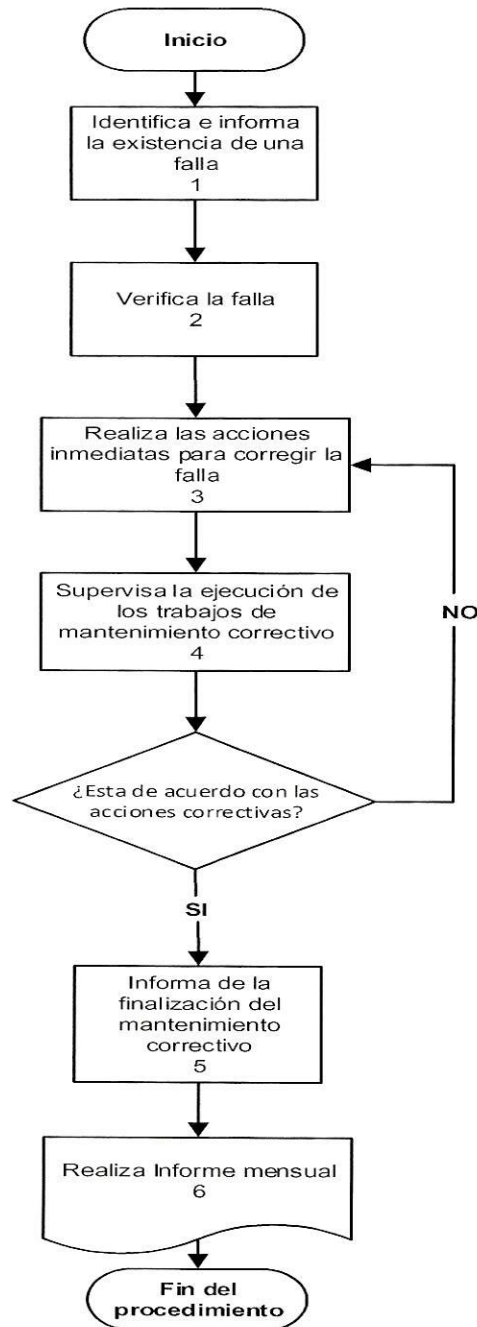 Inicio
Identifica e informa
la existencia de una
falla
1
Verifica la falla
2
Realiza las acciones
inmediatas para corregir la
falla
3
Supervisa la ejecución de
los trabajos de
mantenimiento correctivo
4
NO
¿Esta de acuerdo con las
acciones correctivas?
SI
Informa de la
finalización del
mantenimiento
correctivo
5
Realiza Informe mensual
6
Fin del
procedimiento